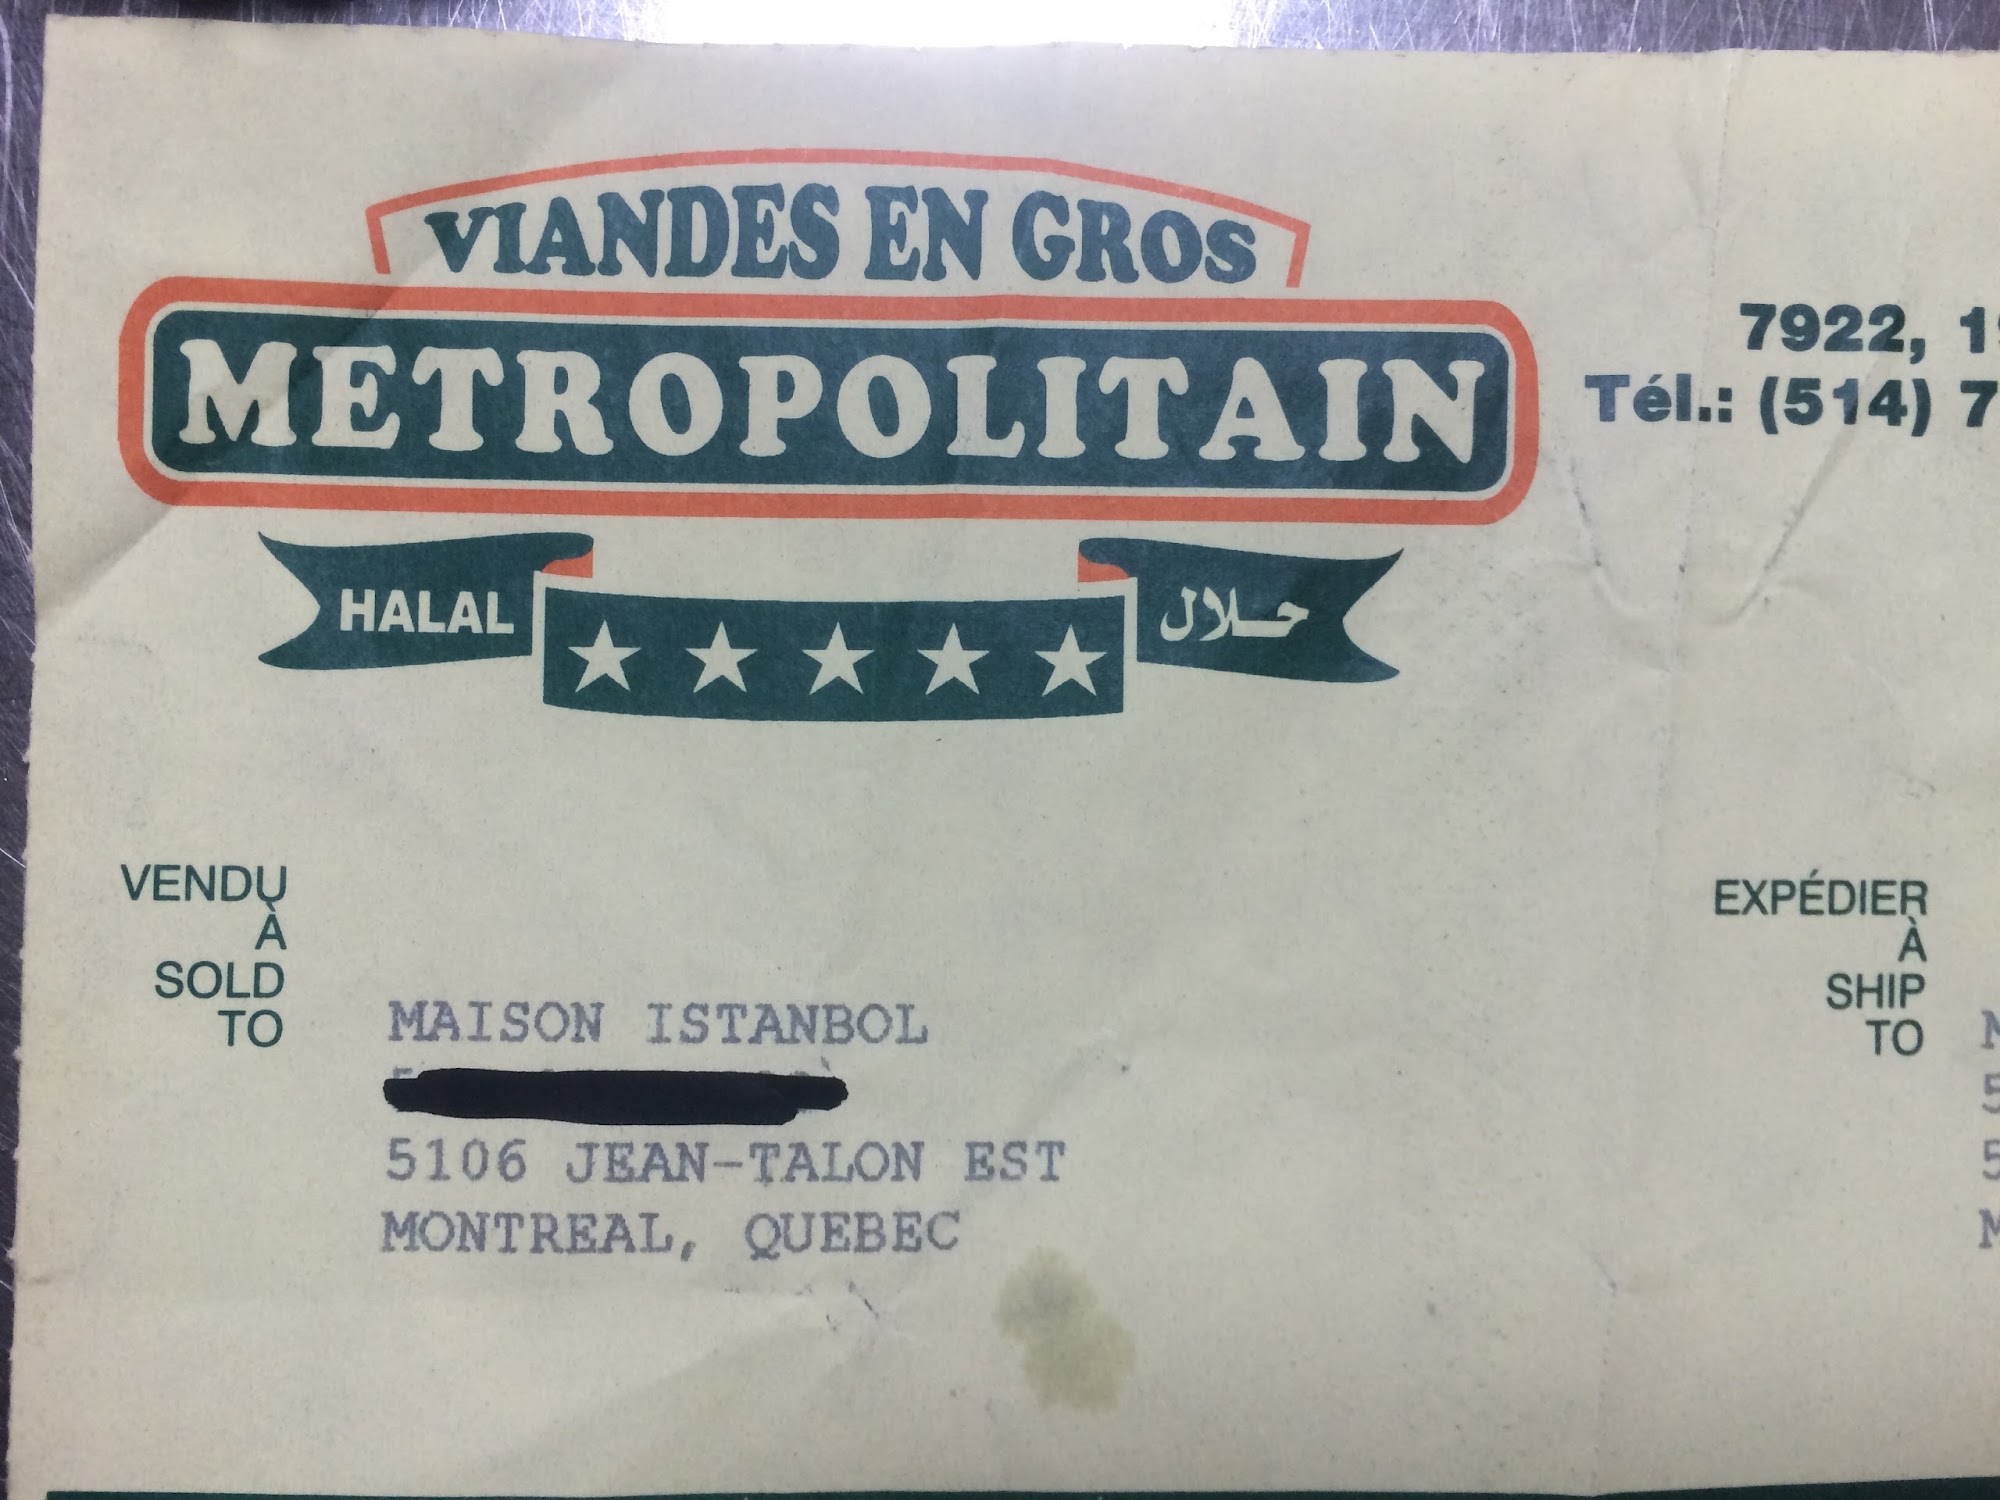 VIANDES EN GROS
METROPOLITAIN
HALAL
حلال
7922,
Tél.: (514) 7
VENDU
À
SOLD
TO
MAISON ISTANBOL
5106 JEAN-TALON EST
MONTREAL, QUEBEC
EXPÉDIER
À
SHIP
TO